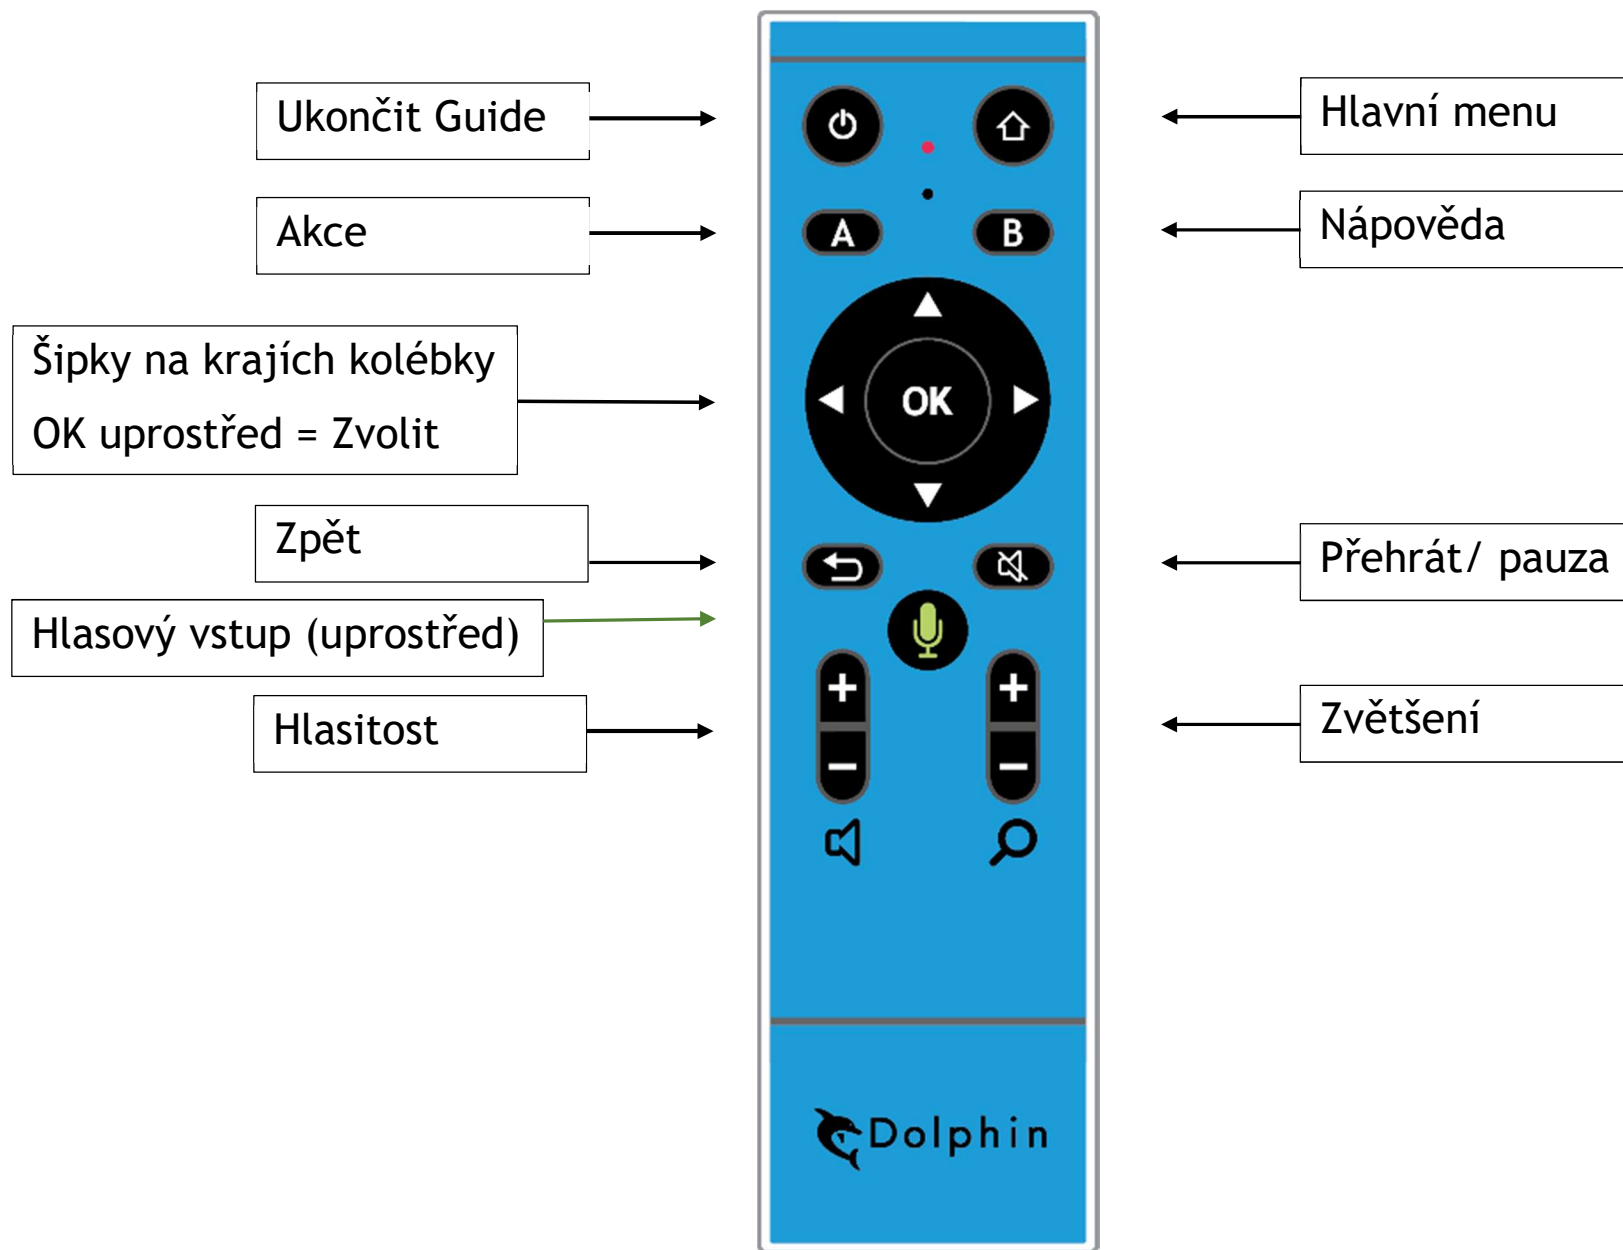 Ukončit Guide
Hlavní menu
Akce
A
B
Nápověda
Šipky na krajích kolébky
OK uprostřed = Zvolit
OK
Zpět
Přehrát/ pauza
Hlasový vstup (uprostřed)
Hlasitost
+
+
Zvětšení
−
−
Dolphin